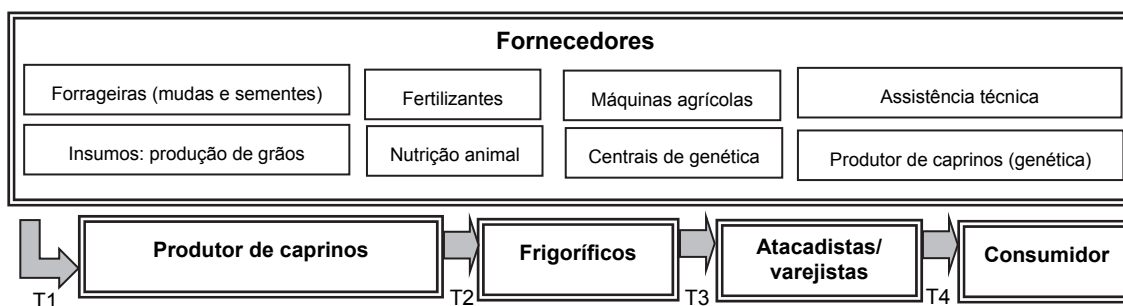 Fornecedores
Forrageiras (mudas e sementes)
Fertilizantes
Máquinas agrícolas
Assistência técnica
Insumos: produção de grãos
Nutrição animal
Centrais de genética
Produtor de caprinos (genética)
Produtor de caprinos
Frigoríficos
Atacadistas/
varejistas
Consumidor
T1
T2
T3
T4